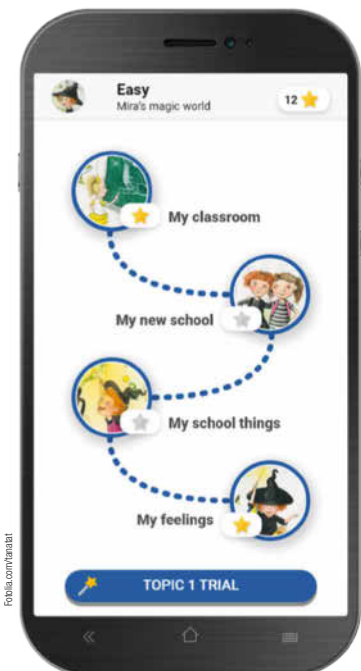 Easy
Mira's magic world
12
My classroom
My new school
My school things
My feelings
TOPIC 1 TRIAL
Fotolia.com/tanatat